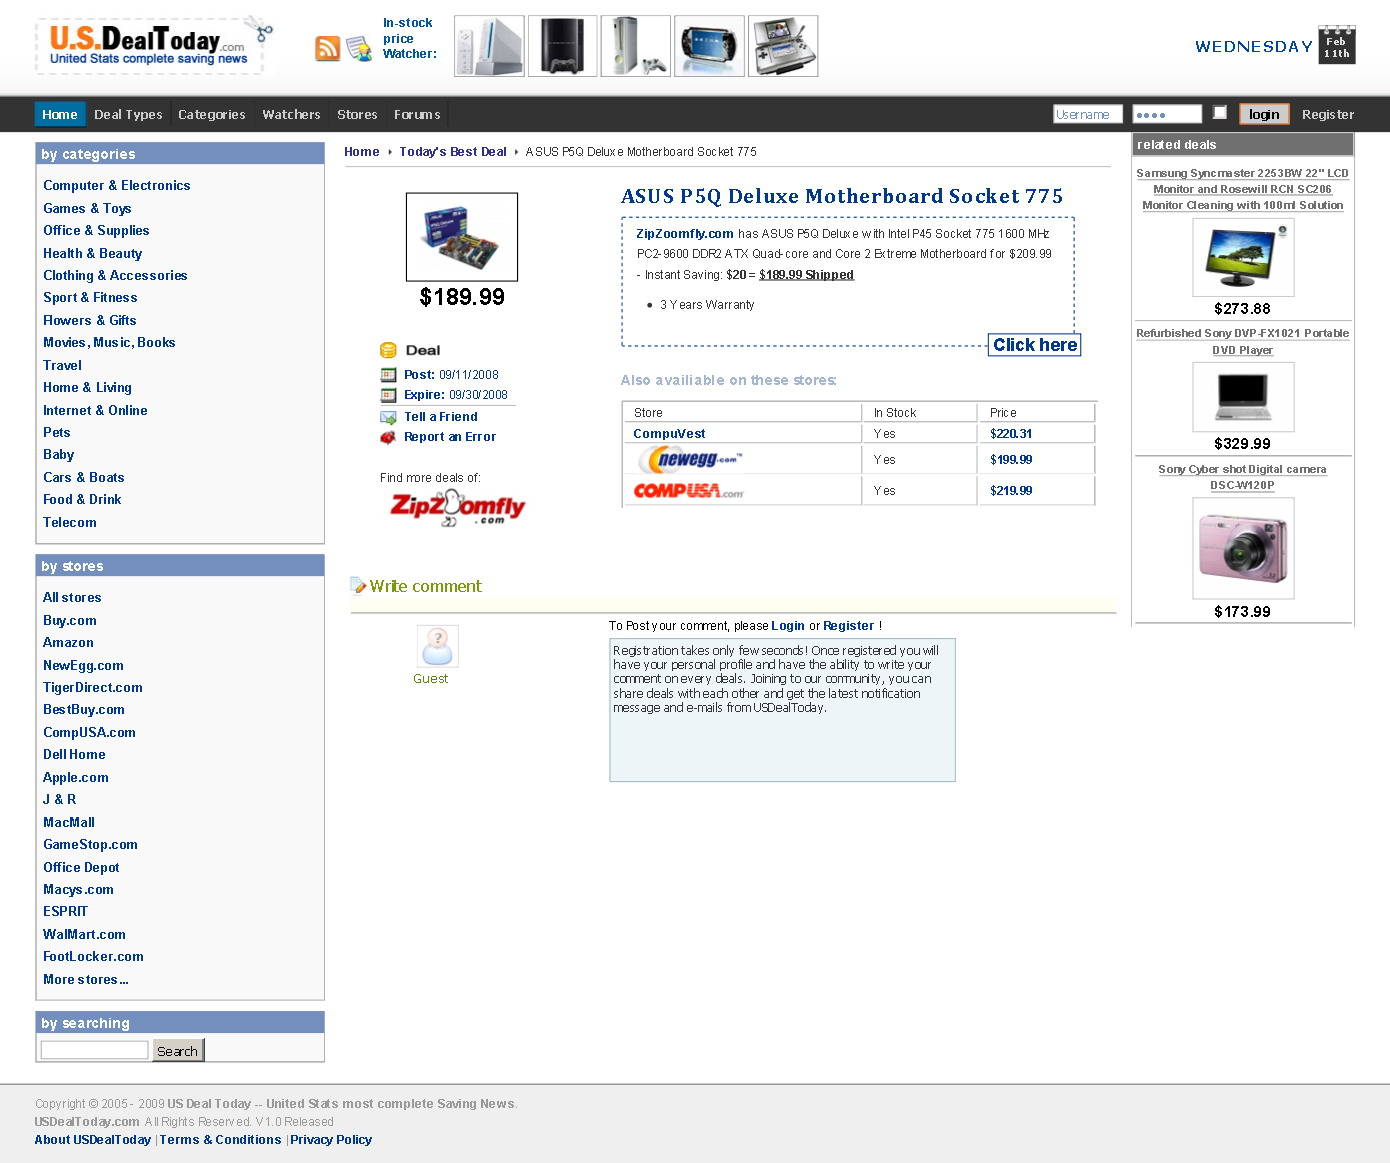 U.S.DealToday.com
United Stats complete saving news
In-stock
price
Watcher:
WEDNESDAY
Feb
11th
Home
Deal Types
Categories
Watchers
Stores
Forums
Username
login
Register
by categories
Computer & Electronics
Games & Toys
Office & Supplies
Health & Beauty
Clothing & Accessories
Sport & Fitness
Flowers & Gifts
Movies, Music, Books
Travel
Home & Living
Internet & Online
Pets
Baby
Cars & Boats
Food & Drink
Telecom
by stores
All stores
Buy.com
Amazon
NewEgg.com
TigerDirect.com
BestBuy.com
CompUSA.com
Dell Home
Apple.com
J & R
MacMall
GameStop.com
Office Depot
Macys.com
ESPRIT
WalMart.com
FootLocker.com
More stores...
by searching
Search
Home
Today's Best Deal
ASUS P5Q Deluxe Motherboard Socket 775
$189.99
Deal
Post: 09/11/2008
Expire: 09/30/2008
Tell a Friend
Report an Error
Find more deals of:
ZipZoomfly
.com
ASUS P5Q Deluxe Motherboard Socket 775
ZipZoomfly.com has ASUS P5Q Deluxe with Intel P45 Socket 775 1600 MHz
PC2-9600 DDR2 ATX Quad-core and Core 2 Extreme Motherboard for $209.99
- Instant Saving: $20 = $189.99 Shipped
3 Years Warranty
Click here
Also availiable on these stores:
Store In Stock Price
CompuVest Yes $220.31
newegg.com Yes $199.99
COMPUSA.com Yes $219.99
Write comment
Guest
To Post your comment, please Login or Register !
Registration takes only few seconds! Once registered you will
have your personal profile and have the ability to write your
comment on every deals. Joining to our community, you can
share deals with each other and get the latest notification
message and e-mails from USDealToday.
related deals
Samsung Syncmaster 2253BW 22" LCD
Monitor and Rosewill RCN SC206
Monitor Cleaning with 100ml Solution
$273.88
Refurbished Sony DVP-FX1021 Portable
DVD Player
$329.99
Sony Cyber shot Digital camera
DSC-W120P
$173.99
Copyright © 2005 - 2009 US Deal Today -- United Stats most complete Saving News.
USDealToday.com All Rights Reserved. V1.0 Released
About USDealToday | Terms & Conditions | Privacy Policy